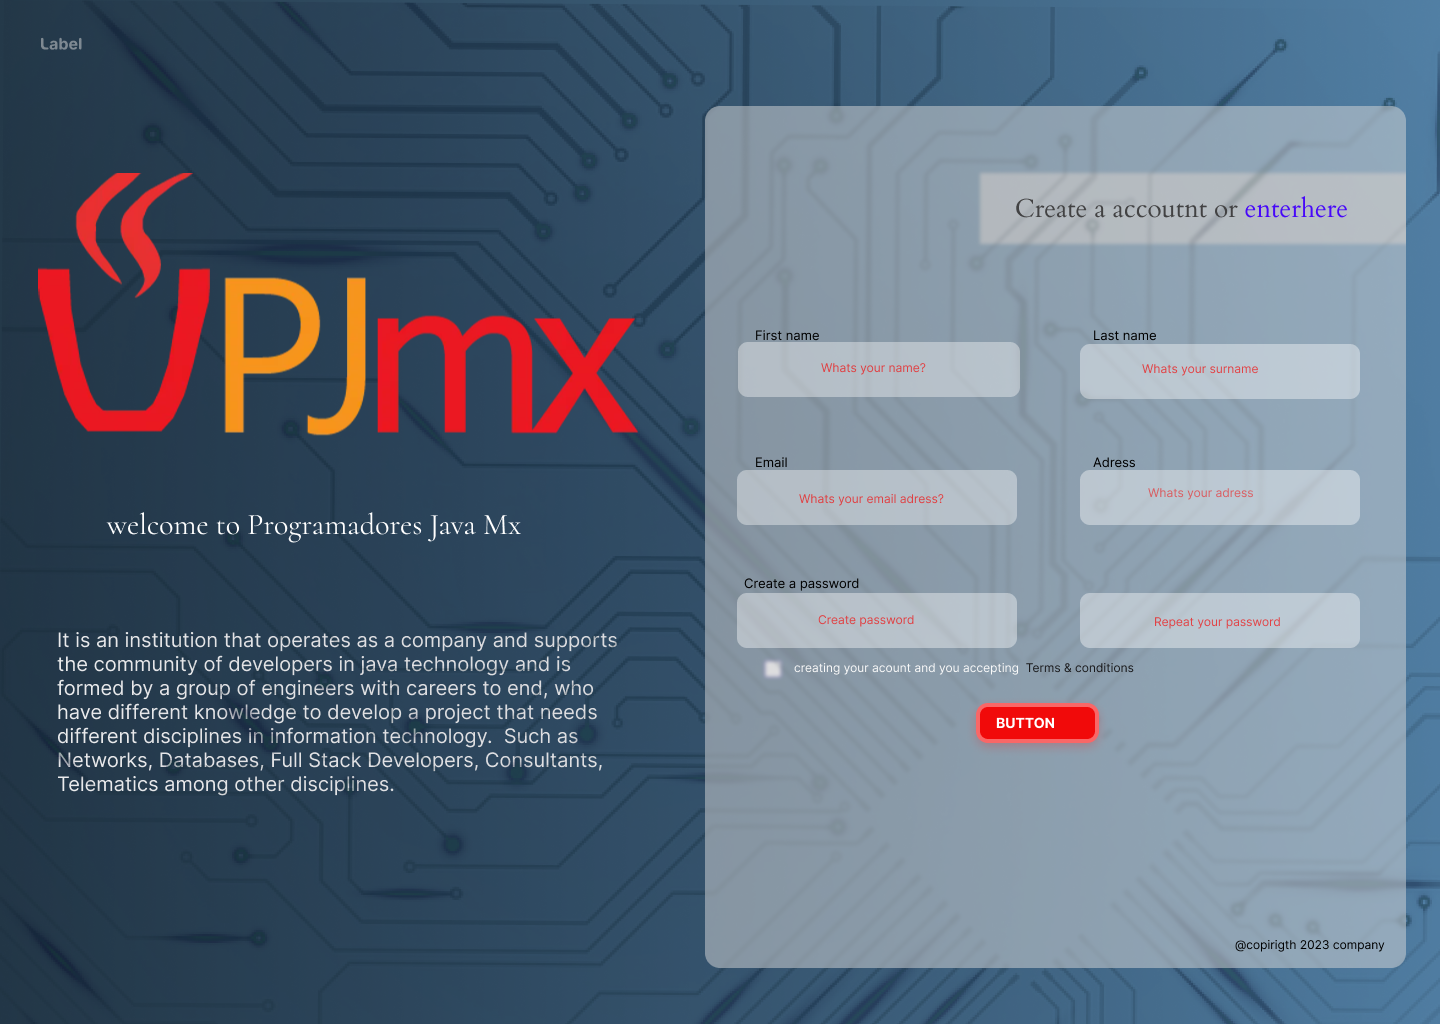 Label
PJmx
welcome to Programadores Java Mx
It is an institution that operates as a company and supports
the community of developers in java technology and is
formed by a group of engineers with careers to end, who
have different knowledge to develop a project that needs
different disciplines in information technology.  Such as
Networks, Databases, Full Stack Developers, Consultants,
Telematics among other disciplines.
Create a accoutnt or enterhere
First name
Last name
Whats your name?
Whats your surname
Email
Adress
Whats your email adress?
Whats your adress
Create a password
Create password
Repeat your password
creating your acount and you accepting Terms & conditions
BUTTON
@copirigth 2023 company